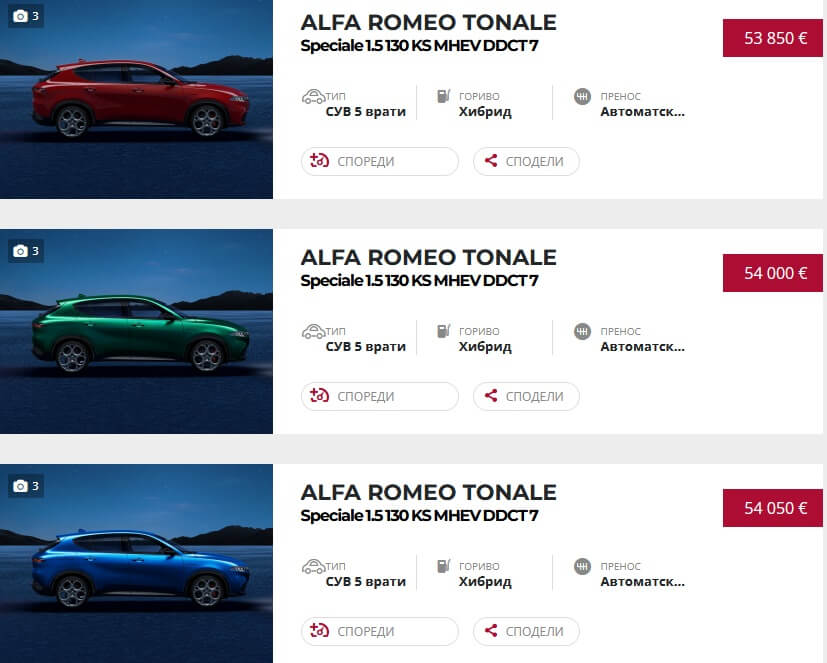 3
ALFA ROMEO TONALE
Speciale 1.5 130 KS MHEV DDCT 7
53 850 €
ТИП
СУВ 5 врати
ГОРИВО
Хибрид
ПРЕНОС
Автоматск...
СПОРЕДИ
СПОДЕЛИ
3
ALFA ROMEO TONALE
Speciale 1.5 130 KS MHEV DDCT 7
54 000 €
ТИП
СУВ 5 врати
ГОРИВО
Хибрид
ПРЕНОС
Автоматск...
СПОРЕДИ
СПОДЕЛИ
3
ALFA ROMEO TONALE
Speciale 1.5 130 KS MHEV DDCT 7
54 050 €
ТИП
СУВ 5 врати
ГОРИВО
Хибрид
ПРЕНОС
Автоматск...
СПОРЕДИ
СПОДЕЛИ